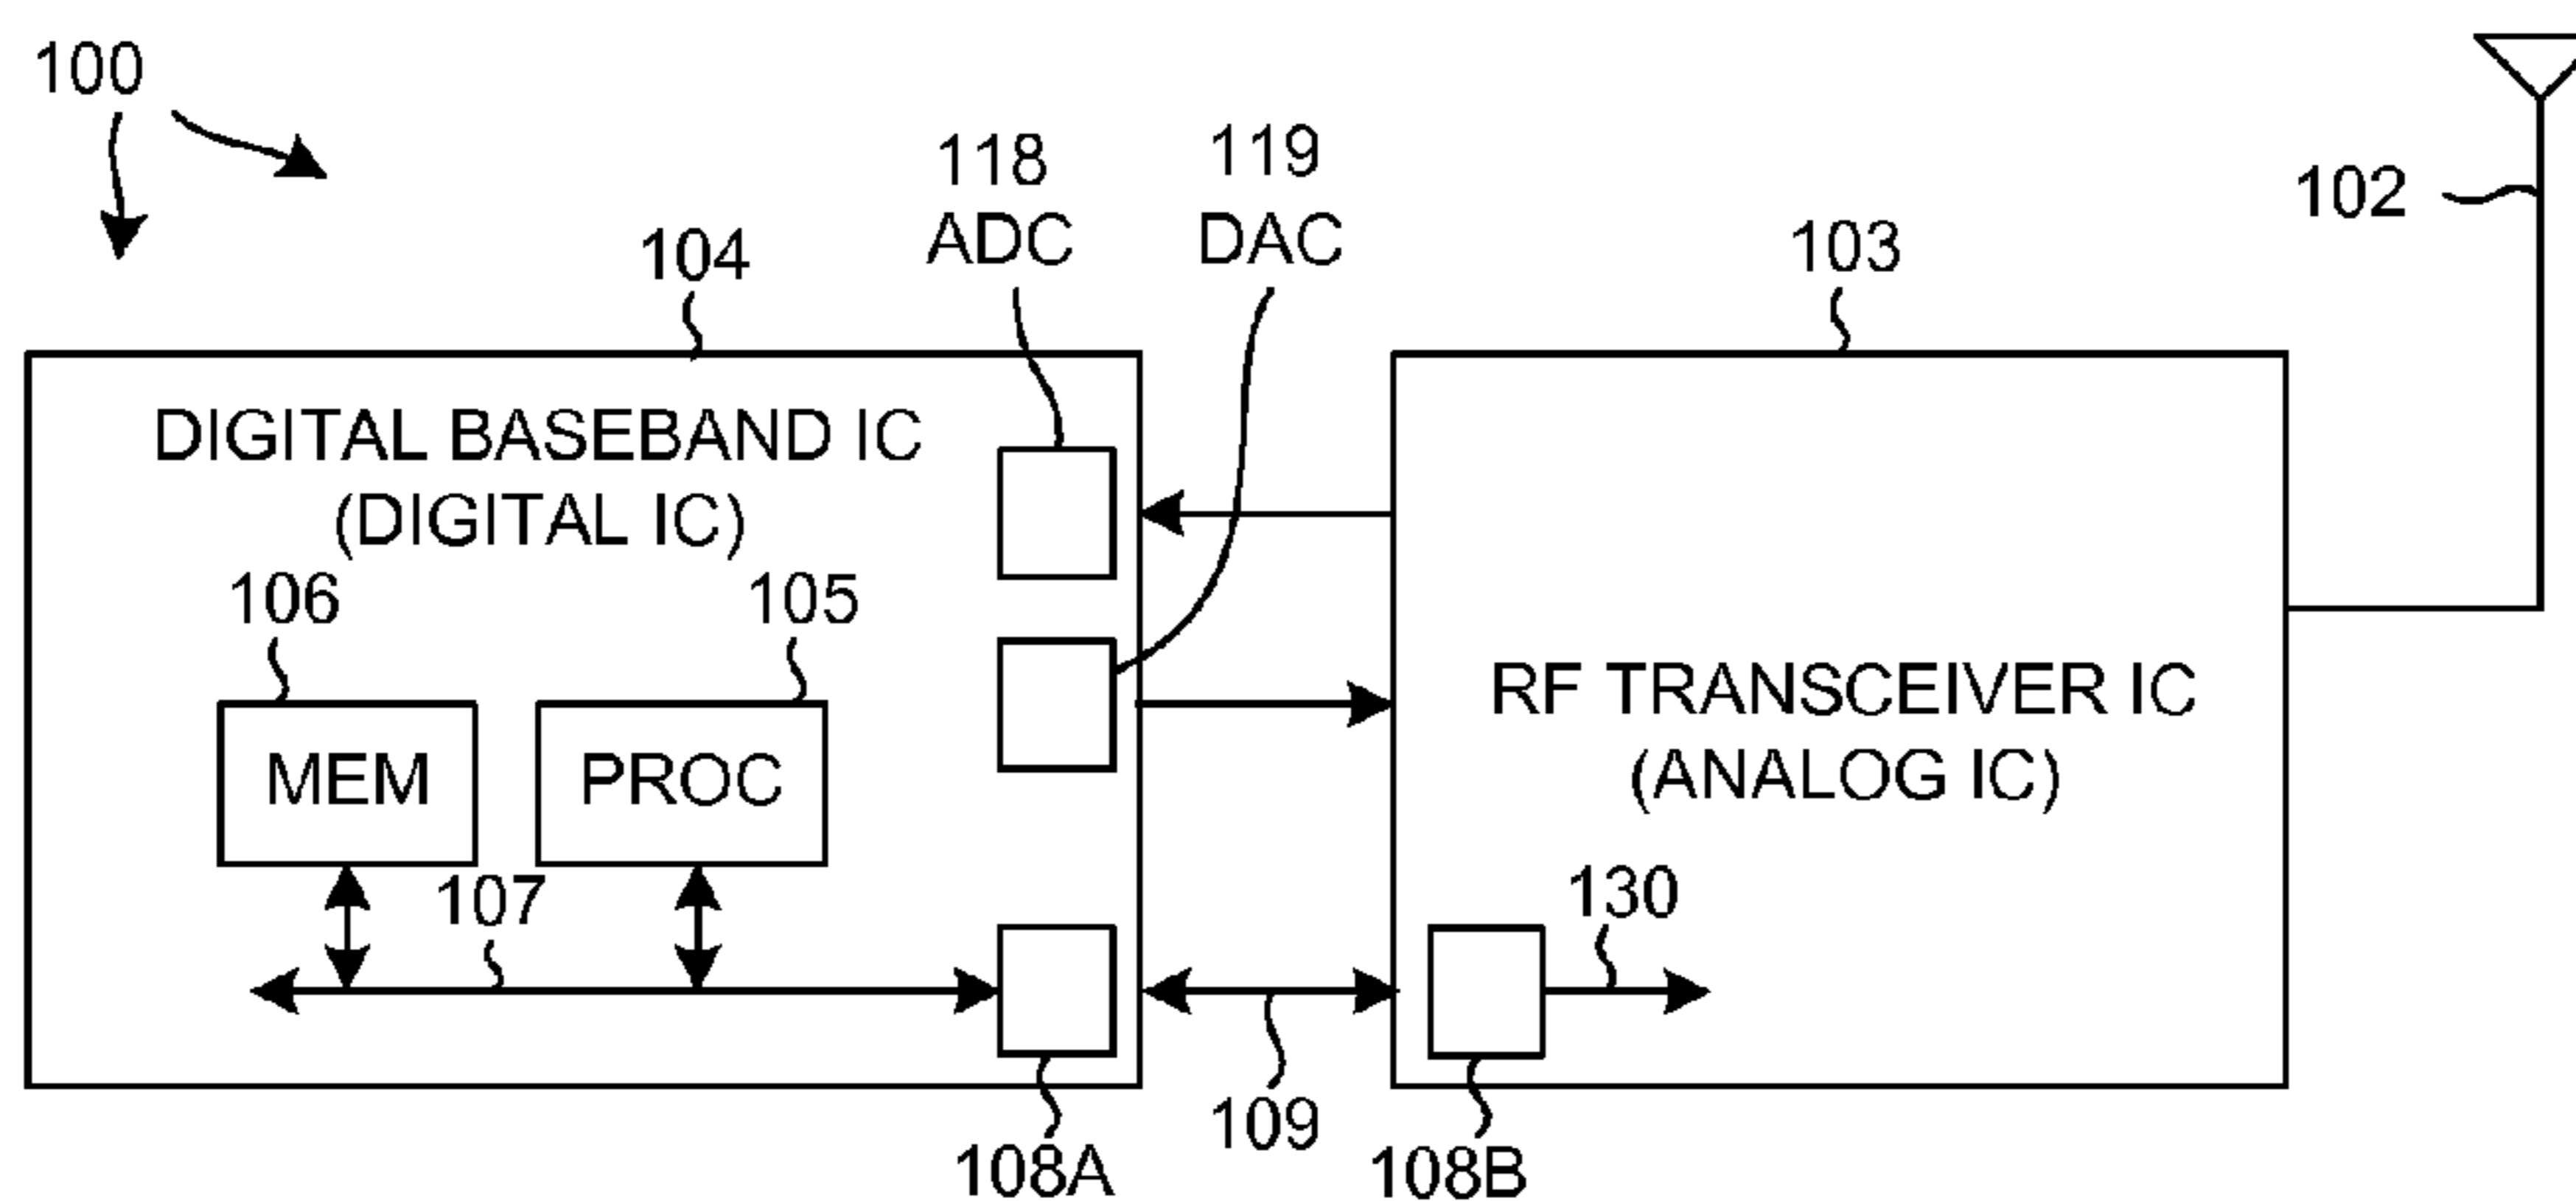 100
102
118
ADC
119
DAC
104
103
DIGITAL BASEBAND IC
(DIGITAL IC)
106
105
MEM
PROC
107
RF TRANSCEIVER IC
(ANALOG IC)
130
108A
109
108B